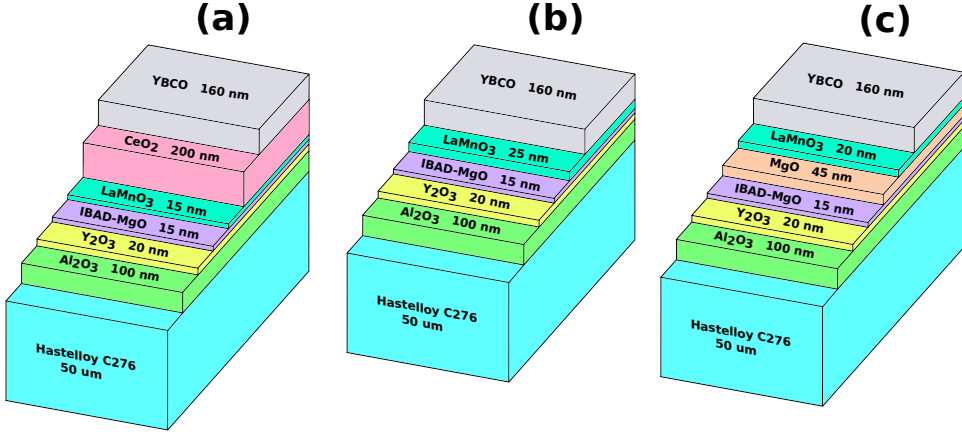 (a)
YBCO 160 nm
CeO₂ 200 nm
LaMnO₃ 15 nm
IBAD-MgO 15 nm
Y₂O₃ 20 nm
Al₂O₃ 100 nm
Hastelloy C276
50 um
(b)
YBCO 160 nm
LaMnO₃ 25 nm
IBAD-MgO 15 nm
Y₂O₃ 20 nm
Al₂O₃ 100 nm
Hastelloy C276
50 um
(c)
YBCO 160 nm
LaMnO₃ 20 nm
MgO 45 nm
IBAD-MgO 15 nm
Y₂O₃ 20 nm
Al₂O₃ 100 nm
Hastelloy C276
50 um